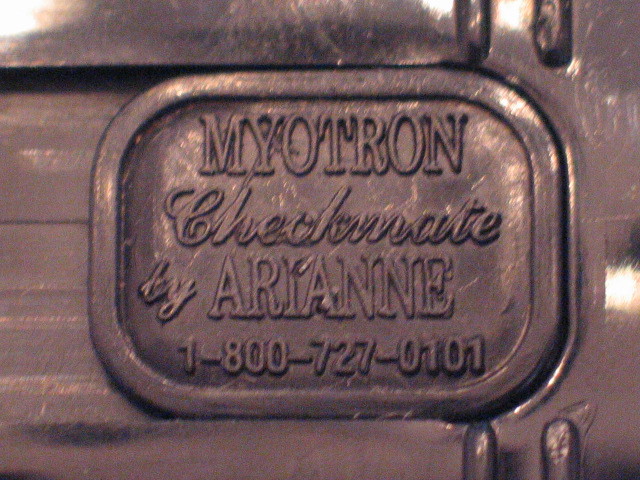 MYOTRON
Checkmate
by ARIANNE
1-800-727-0101